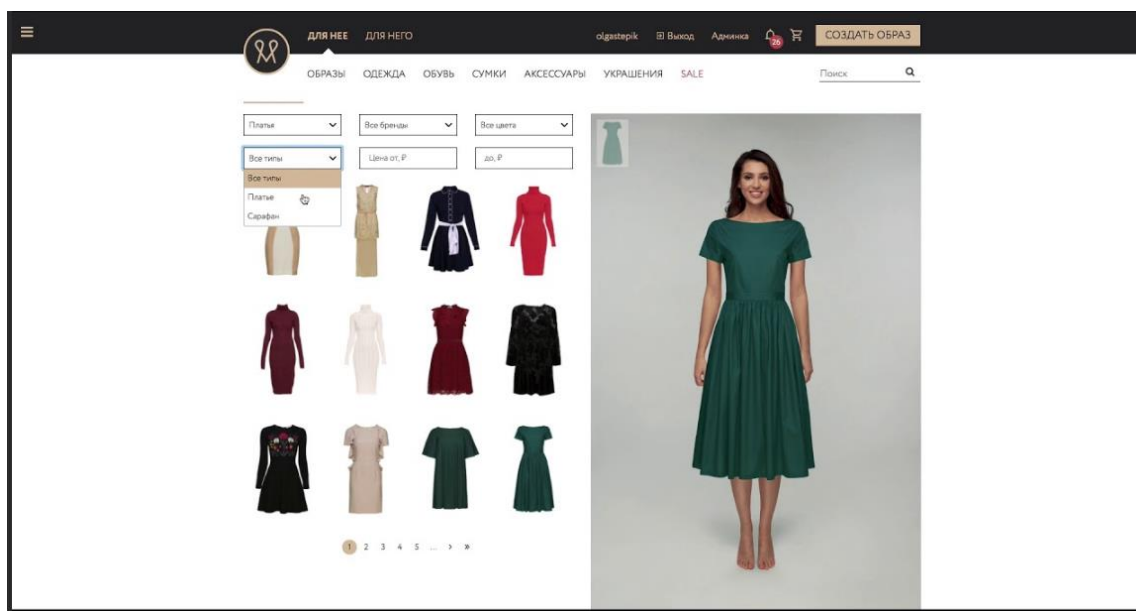 ДЛЯ НЕЕ ДЛЯ НЕГО olgastepik Выход Админка 26 СОЗДАТЬ ОБРАЗ
ОБРАЗЫ ОДЕЖДА ОБУВЬ СУМКИ АКСЕССУАРЫ УКРАШЕНИЯ SALE Поиск
Платья Все бренды Все цвета
Все типы Цена от, ₽ до, ₽
Все типы
Платье
Сарафан
1 2 3 4 5 ... › »